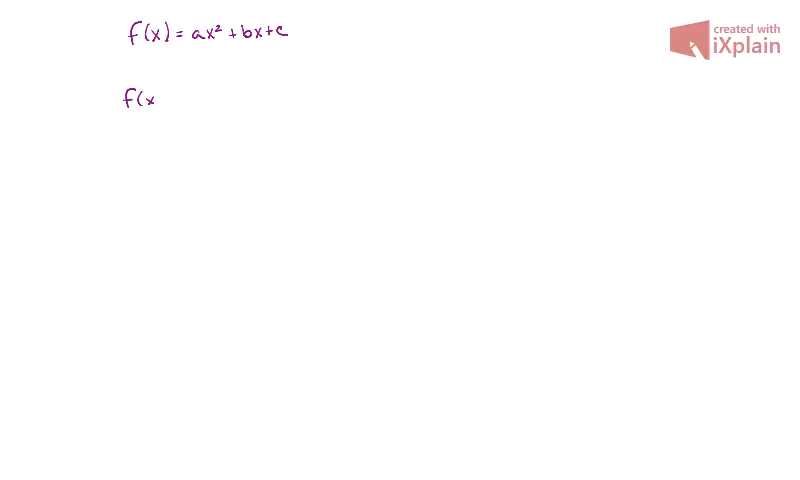 f(x) = ax² + bx + c
created with
iXplain
f(x